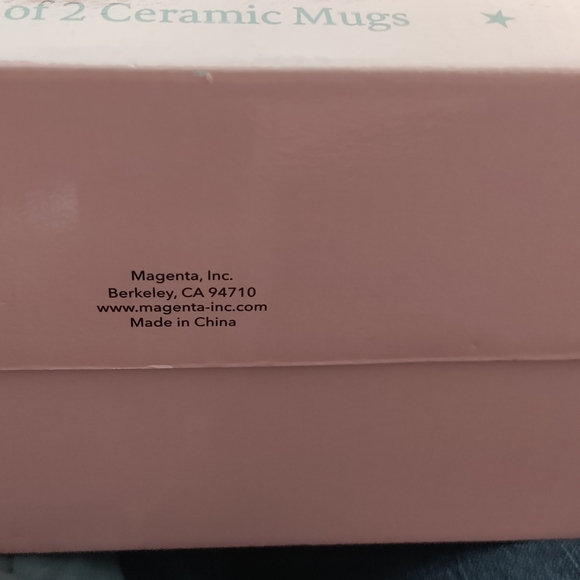 of 2 Ceramic Mugs
Magenta, Inc.
Berkeley, CA 94710
www.magenta-inc.com
Made in China